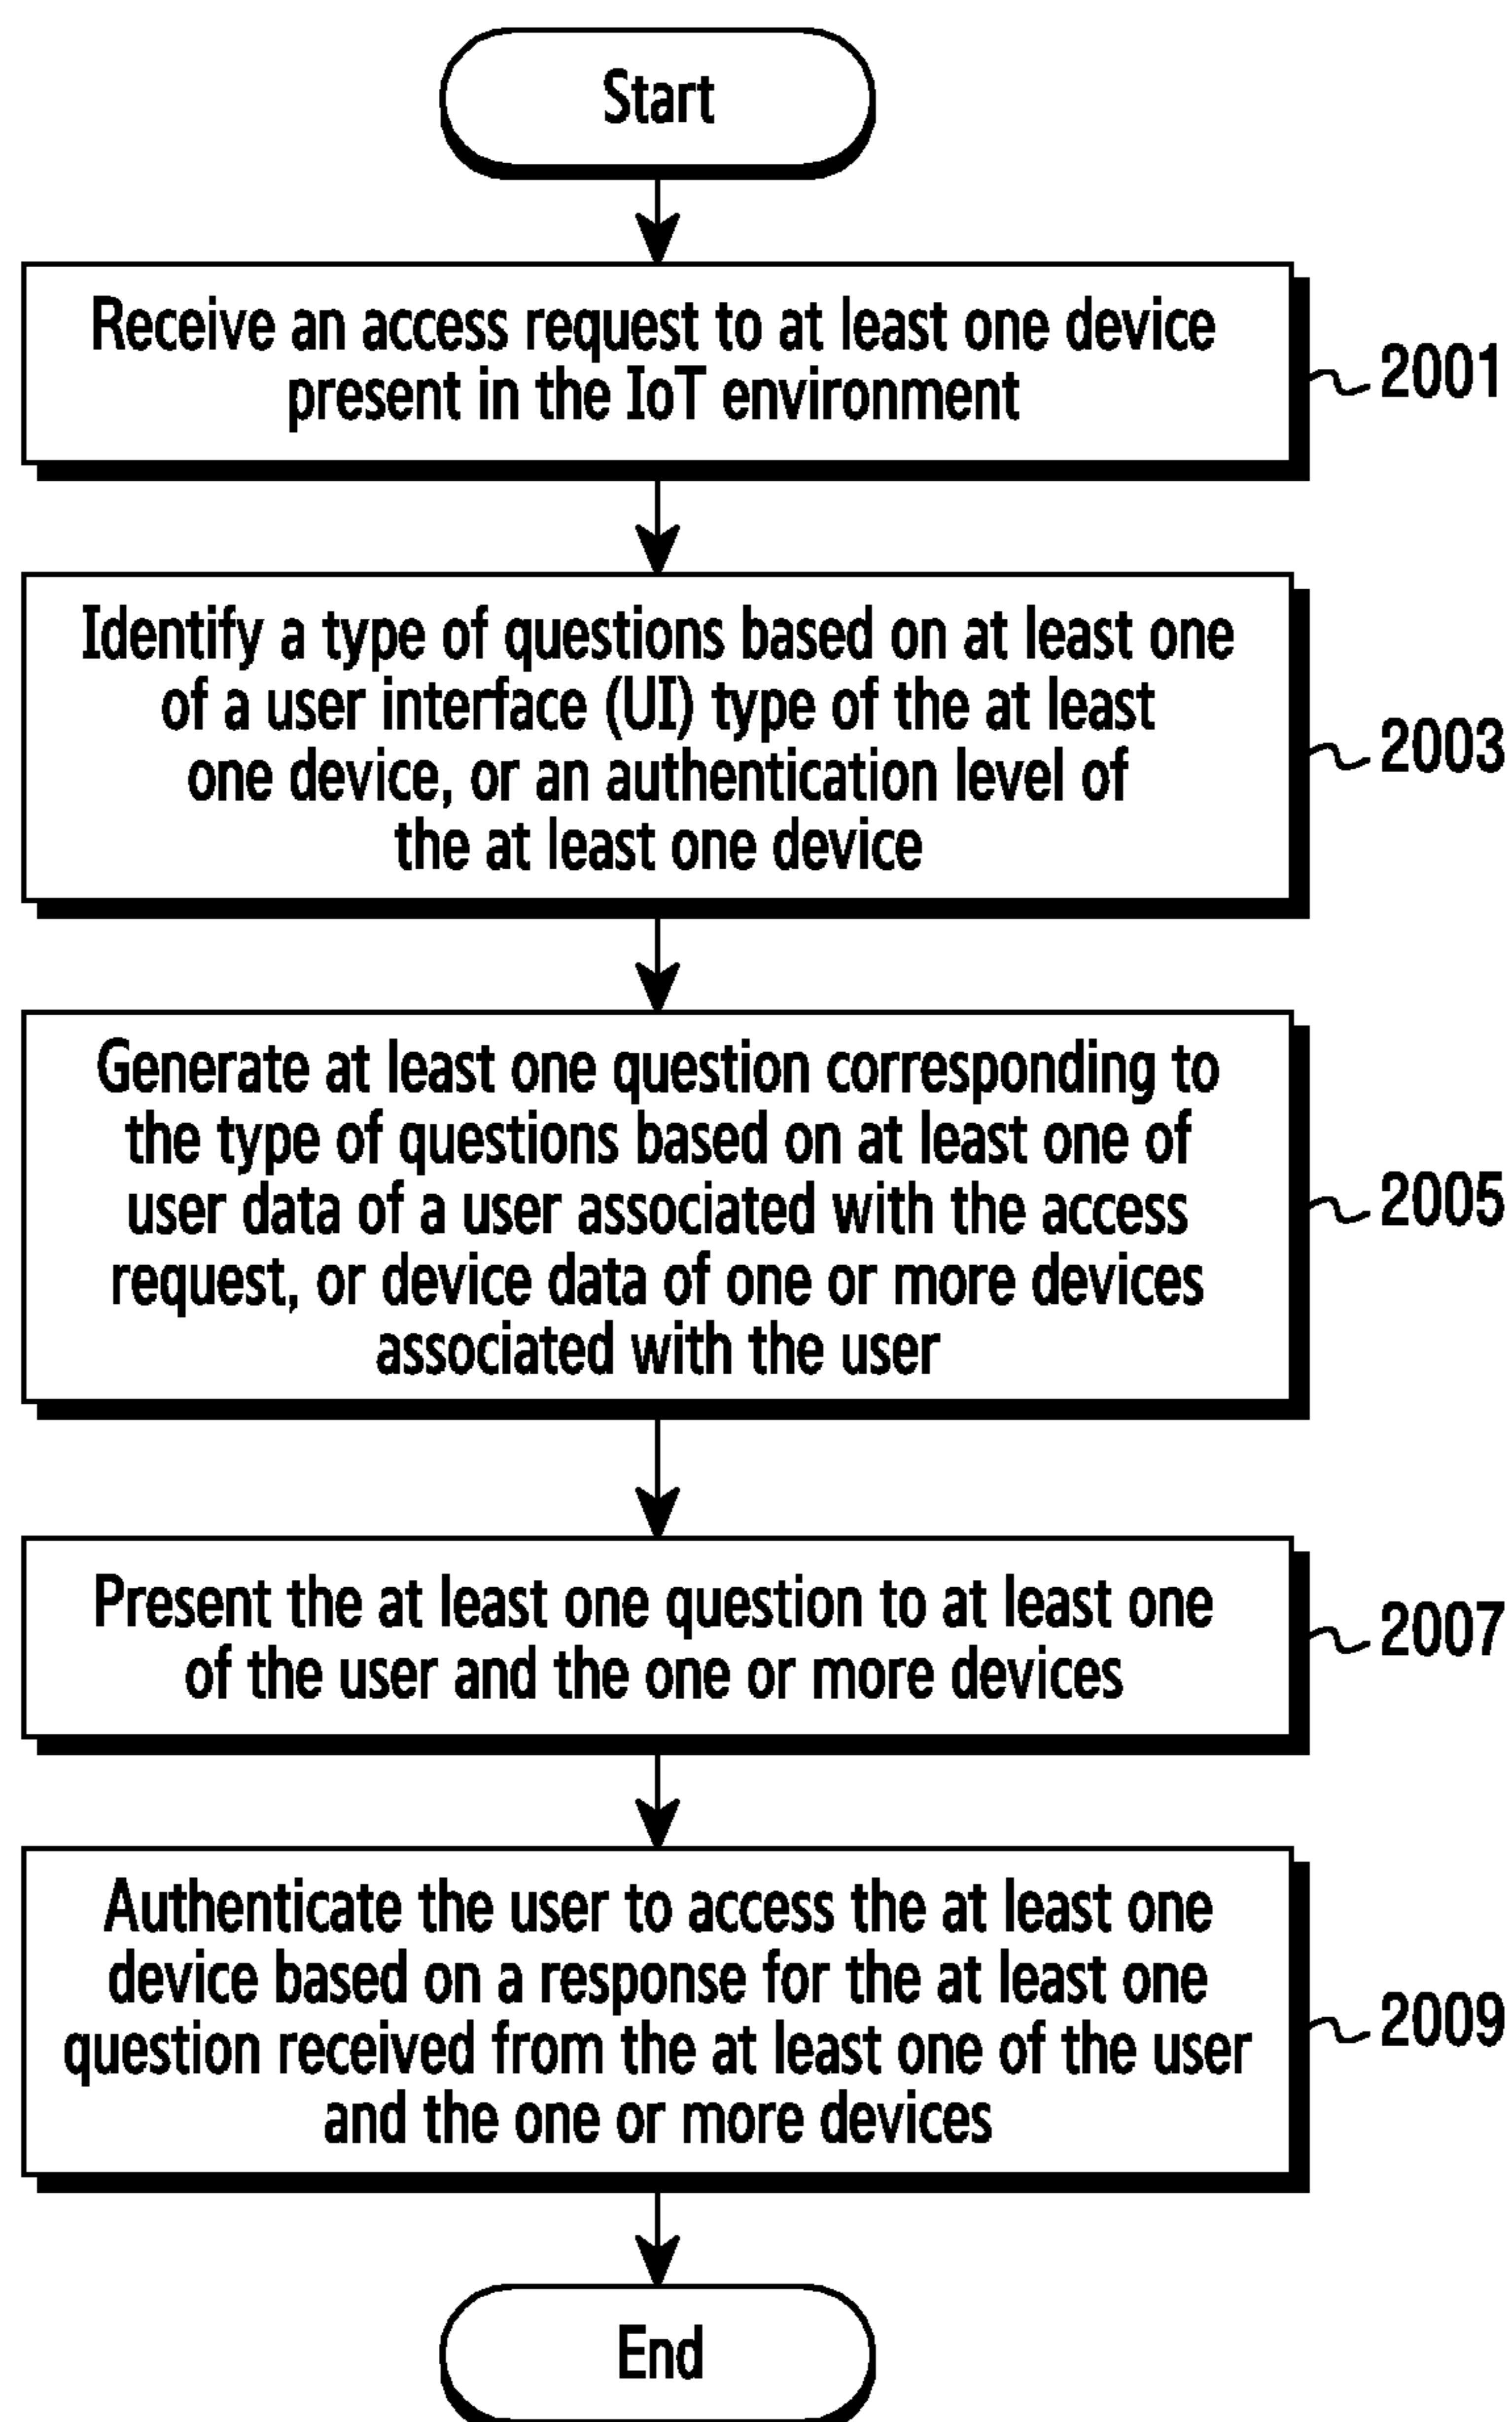 Start
Receive an access request to at least one device
present in the IoT environment
2001
Identify a type of questions based on at least one
of a user interface (UI) type of the at least
one device, or an authentication level of
the at least one device
2003
Generate at least one question corresponding to
the type of questions based on at least one of
user data of a user associated with the access
request, or device data of one or more devices
associated with the user
2005
Present the at least one question to at least one
of the user and the one or more devices
2007
Authenticate the user to access the at least one
device based on a response for the at least one
question received from the at least one of the user
and the one or more devices
2009
End